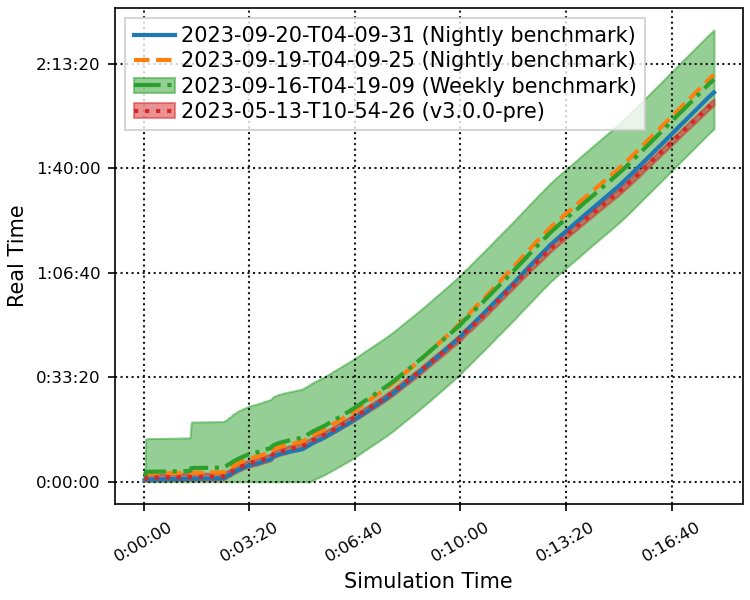 2023-09-20-T04-09-31 (Nightly benchmark)
2023-09-19-T04-09-25 (Nightly benchmark)
2023-09-16-T04-19-09 (Weekly benchmark)
2023-05-13-T10-54-26 (v3.0.0-pre)
2:13:20
1:40:00
1:06:40
0:33:20
0:00:00
Real Time
0:00:00
0:03:20
0:06:40
0:10:00
0:13:20
0:16:40
Simulation Time